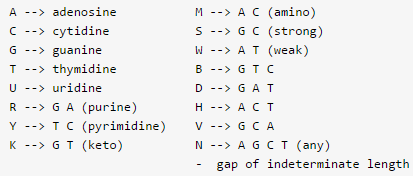 A --> adenosine M --> A C (amino)
C --> cytidine S --> G C (strong)
G --> guanine W --> A T (weak)
T --> thymidine B --> G T C
U --> uridine D --> G A T
R --> G A (purine) H --> A C T
Y --> T C (pyrimidine) V --> G C A
K --> G T (keto) N --> A G C T (any)
- gap of indeterminate length